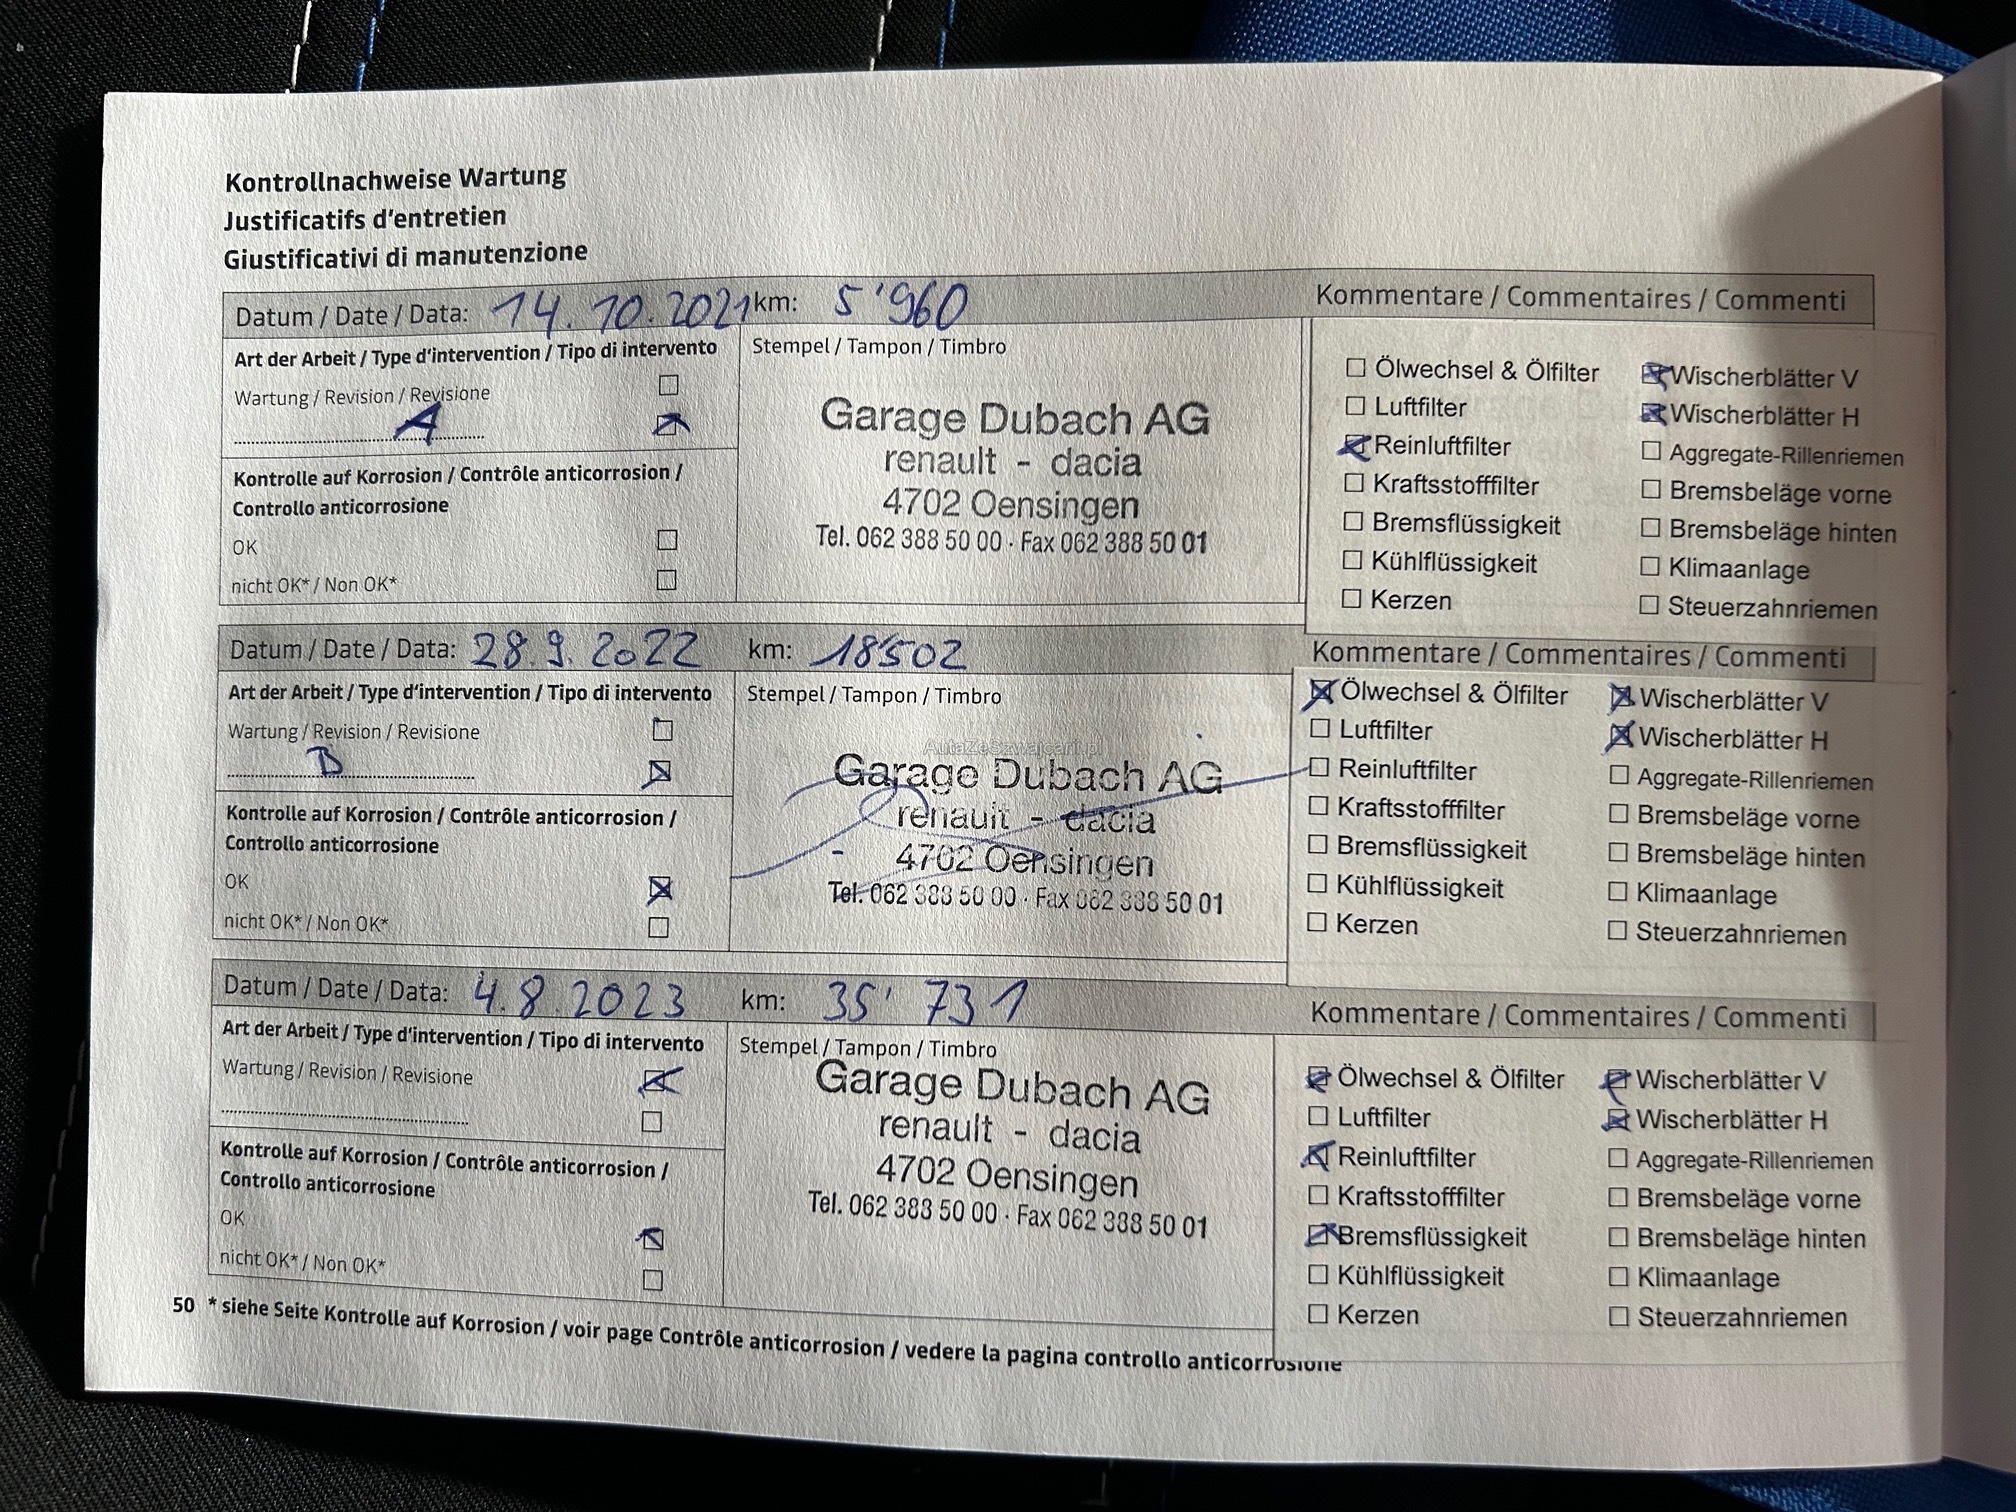 Kontrollnachweise Wartung
Justificatifs d'entretien
Giustificativi di manutenzione
Datum / Date / Data: 14.10.2021 km: 5'960
Kommentare / Commentaires / Commenti
Art der Arbeit / Type d'intervention / Tipo di intervento
Wartung / Revision / Revisione
A
Kontrolle auf Korrosion / Contrôle anticorrosion /
Controllo anticorrosione
OK
nicht OK* / Non OK*
Stempel / Tampon / Timbro
Garage Dubach AG
renault - dacia
4702 Oensingen
Tel. 062 388 50 00 · Fax 062 388 50 01
Ölwechsel & Ölfilter
Luftfilter
Reinluftfilter
Kraftsstofffilter
Bremsflüssigkeit
Kühlflüssigkeit
Kerzen
Wischerblätter V
Wischerblätter H
Aggregate-Rillenriemen
Bremsbeläge vorne
Bremsbeläge hinten
Klimaanlage
Steuerzahnriemen
Datum / Date / Data: 28.9.2022 km: 18502
Kommentare / Commentaires / Commenti
Art der Arbeit / Type d'intervention / Tipo di intervento
Wartung / Revision / Revisione
B
Kontrolle auf Korrosion / Contrôle anticorrosion /
Controllo anticorrosione
OK
nicht OK* / Non OK*
Stempel / Tampon / Timbro
AutaZeSzwajcarii.pl
Garage Dubach AG
renault - dacia
4702 Oensingen
Tel. 062 388 50 00 · Fax 062 388 50 01
Ölwechsel & Ölfilter
Luftfilter
Reinluftfilter
Kraftsstofffilter
Bremsflüssigkeit
Kühlflüssigkeit
Kerzen
Wischerblätter V
Wischerblätter H
Aggregate-Rillenriemen
Bremsbeläge vorne
Bremsbeläge hinten
Klimaanlage
Steuerzahnriemen
Datum / Date / Data: 4.8.2023 km: 35'731
Kommentare / Commentaires / Commenti
Art der Arbeit / Type d'intervention / Tipo di intervento
Wartung / Revision / Revisione
Kontrolle auf Korrosion / Contrôle anticorrosion /
Controllo anticorrosione
OK
nicht OK* / Non OK*
Stempel / Tampon / Timbro
Garage Dubach AG
renault - dacia
4702 Oensingen
Tel. 062 388 50 00 · Fax 062 388 50 01
Ölwechsel & Ölfilter
Luftfilter
Reinluftfilter
Kraftsstofffilter
Bremsflüssigkeit
Kühlflüssigkeit
Kerzen
Wischerblätter V
Wischerblätter H
Aggregate-Rillenriemen
Bremsbeläge vorne
Bremsbeläge hinten
Klimaanlage
Steuerzahnriemen
50 * siehe Seite Kontrolle auf Korrosion / voir page Contrôle anticorrosion / vedere la pagina controllo anticorrosione